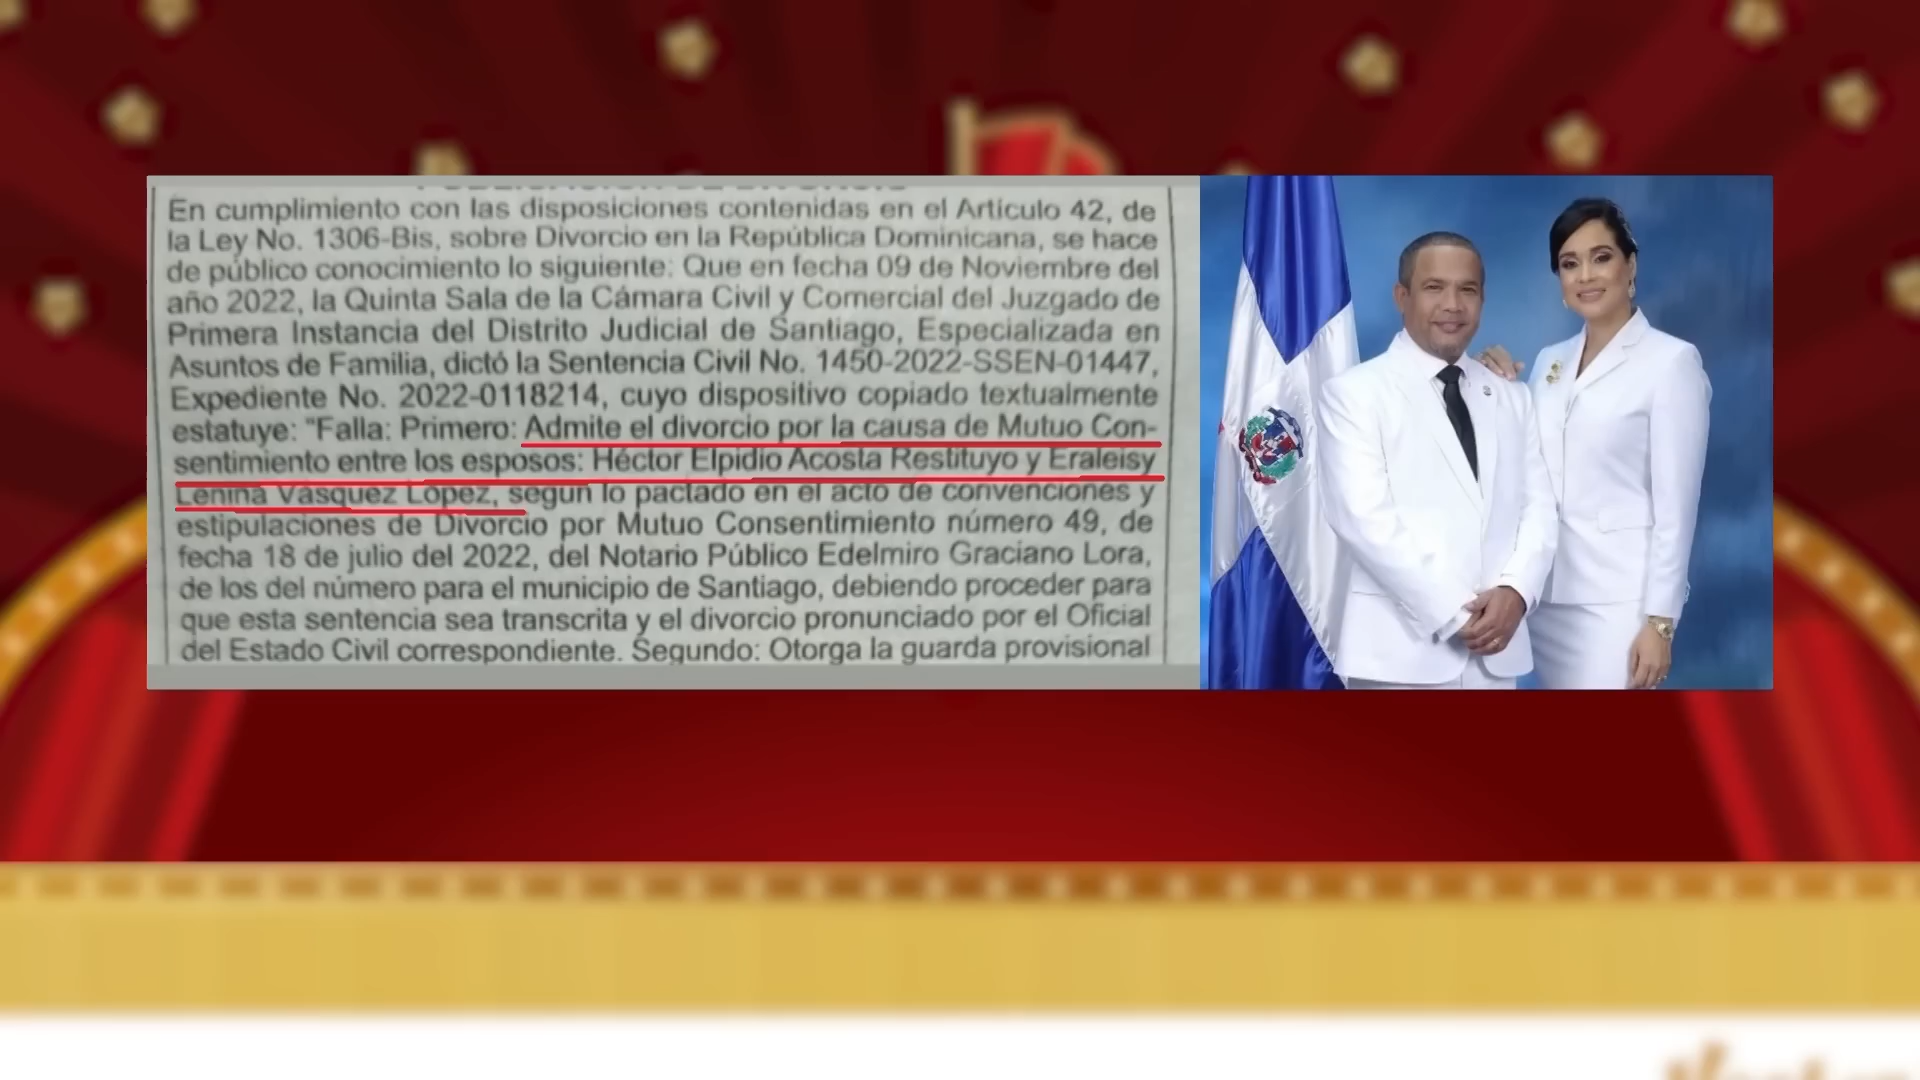 En cumplimiento con las disposiciones contenidas en el Artículo 42, de
la Ley No. 1306-Bis, sobre Divorcio en la República Dominicana, se hace
de público conocimiento lo siguiente: Que en fecha 09 de Noviembre del
año 2022, la Quinta Sala de la Cámara Civil y Comercial del Juzgado de
Primera Instancia del Distrito Judicial de Santiago, Especializada en
Asuntos de Familia, dictó la Sentencia Civil No. 1450-2022-SSEN-01447,
Expediente No. 2022-0118214, cuyo dispositivo copiado textualmente
estatuye: "Falla: Primero: Admite el divorcio por la causa de Mutuo Con-
sentimiento entre los esposos: Héctor Elpidio Acosta Restituyo y Eraleisy
Lenina Vásquez López, según lo pactado en el acto de convenciones y
estipulaciones de Divorcio por Mutuo Consentimiento número 49, de
fecha 18 de julio del 2022, del Notario Público Edelmiro Graciano Lora,
de los del número para el municipio de Santiago, debiendo proceder para
que esta sentencia sea transcrita y el divorcio pronunciado por el Oficial
del Estado Civil correspondiente. Segundo: Otorga la guarda provisional